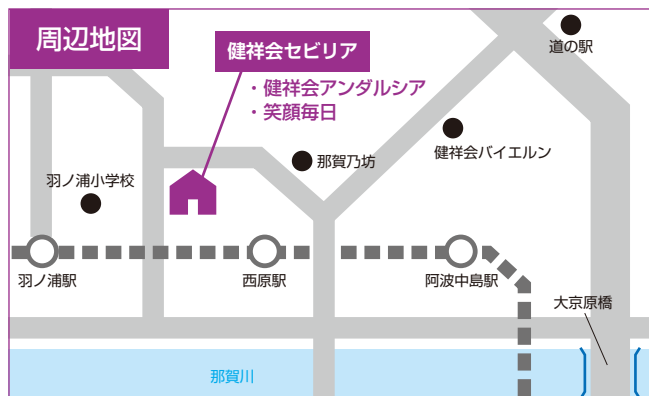 周辺地図
健祥会セビリア
・健祥会アンダルシア
・笑顔毎日
道の駅
健祥会バイエルン
那賀乃坊
羽ノ浦小学校
羽ノ浦駅
西原駅
阿波中島駅
大京原橋
那賀川